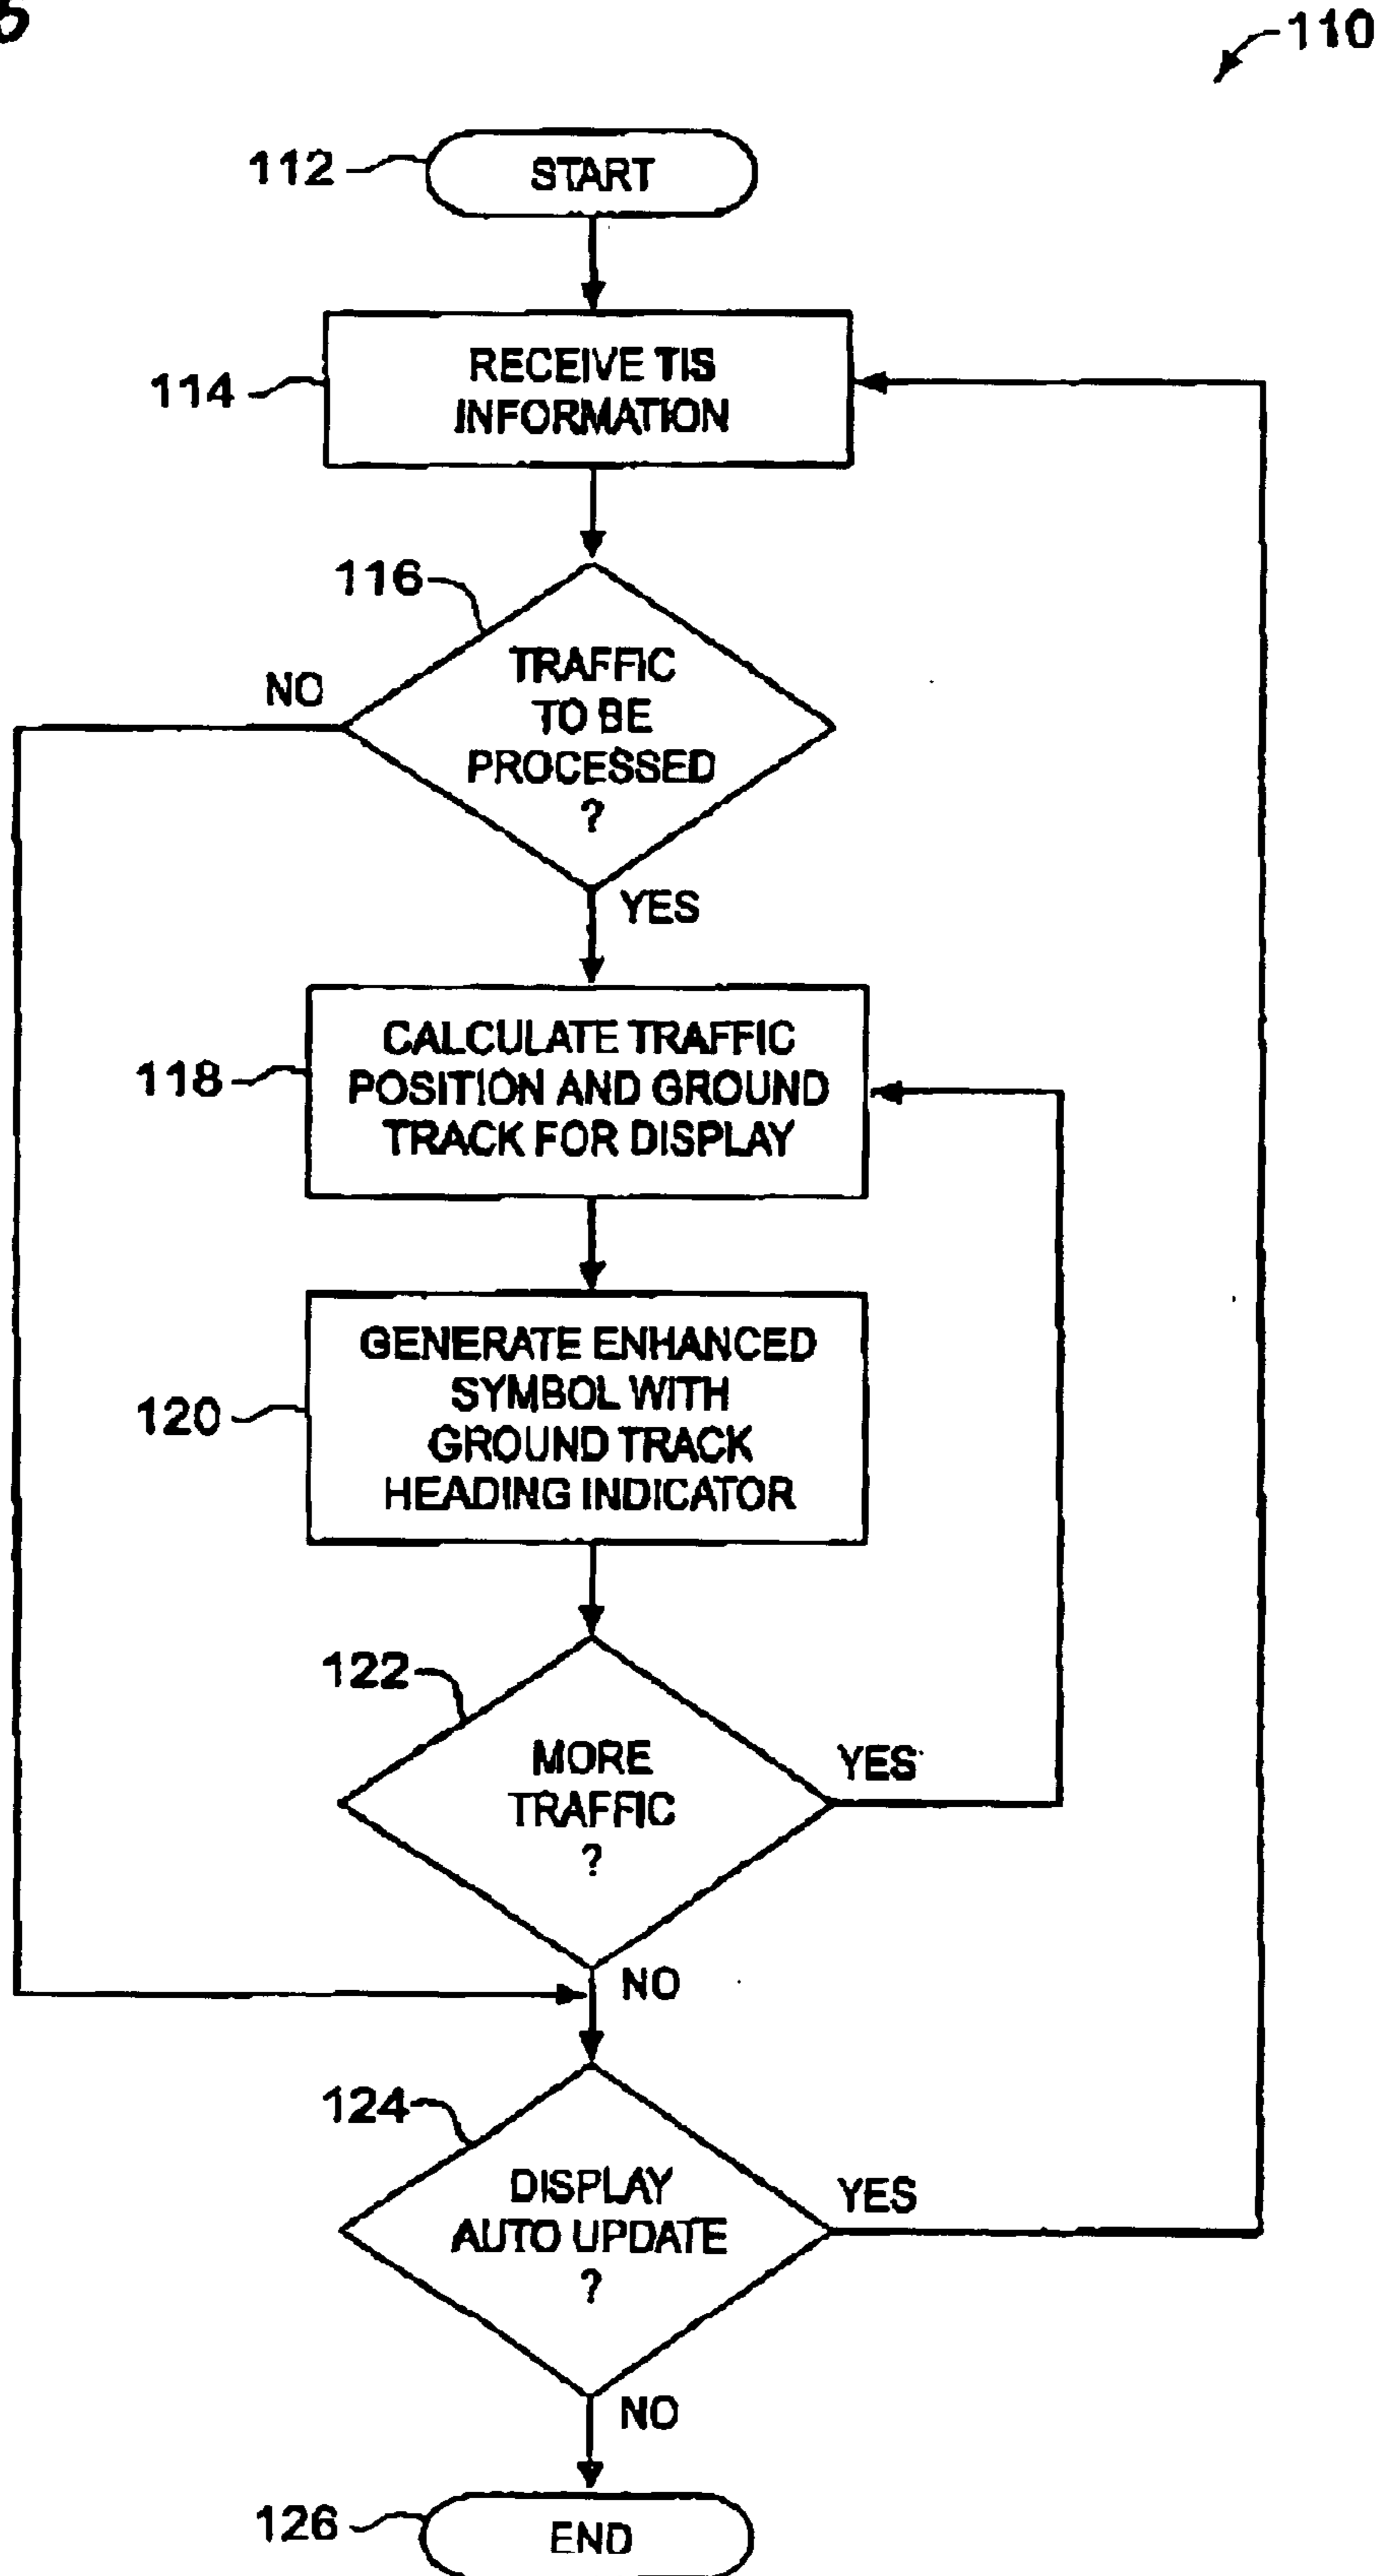 110
112
START
114
RECEIVE TIS
INFORMATION
116
TRAFFIC
TO BE
PROCESSED
?
NO
YES
118
CALCULATE TRAFFIC
POSITION AND GROUND
TRACK FOR DISPLAY
120
GENERATE ENHANCED
SYMBOL WITH
GROUND TRACK
HEADING INDICATOR
122
MORE
TRAFFIC
?
YES
NO
124
DISPLAY
AUTO UPDATE
?
YES
NO
126
END